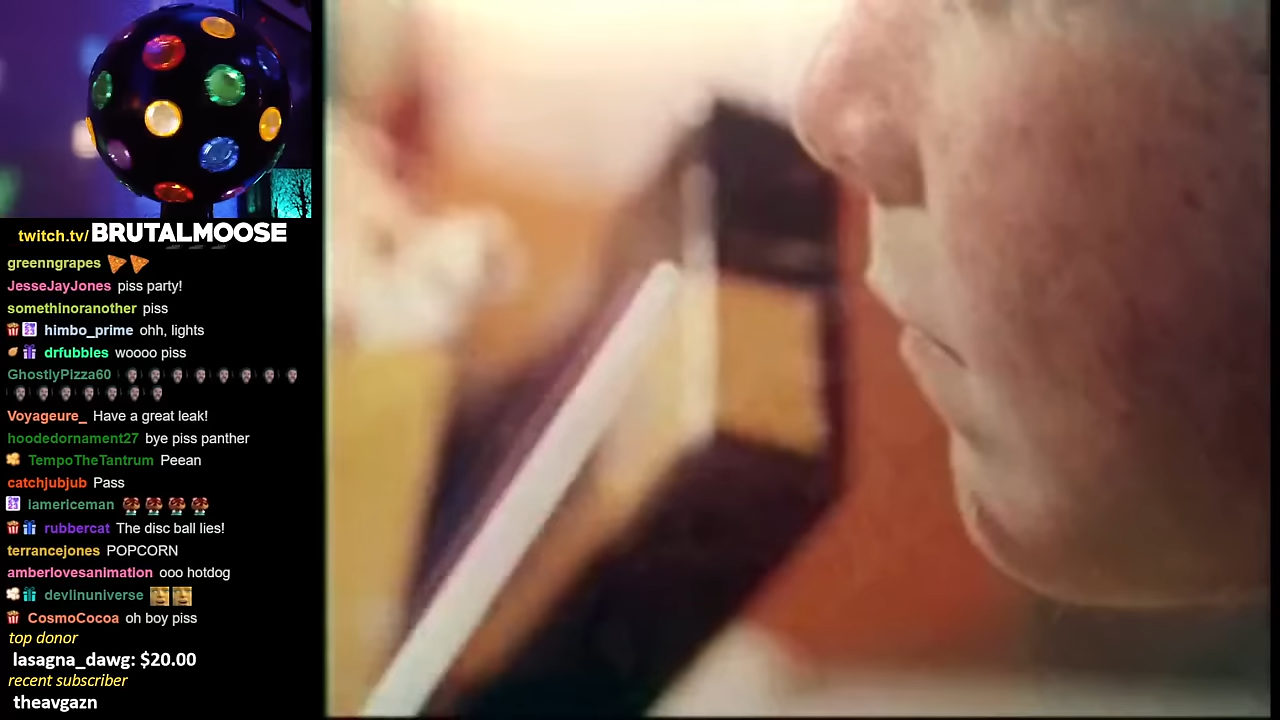 twitch.tv/BRUTALMOOSE
greenngrapes
JesseJayJones piss party!
somethinoranother piss
himbo_prime ohh, lights
drfubbles woooo piss
GhostlyPizza60
Voyageure_ Have a great leak!
hoodedornament27 bye piss panther
TempoTheTantrum Peean
catchjubjub Pass
iamericeman
rubbercat The disc ball lies!
terrancejones POPCORN
amberlovesanimation ooo hotdog
devlinuniverse
CosmoCocoa oh boy piss
top donor
lasagna_dawg: $20.00
recent subscriber
theavgazn